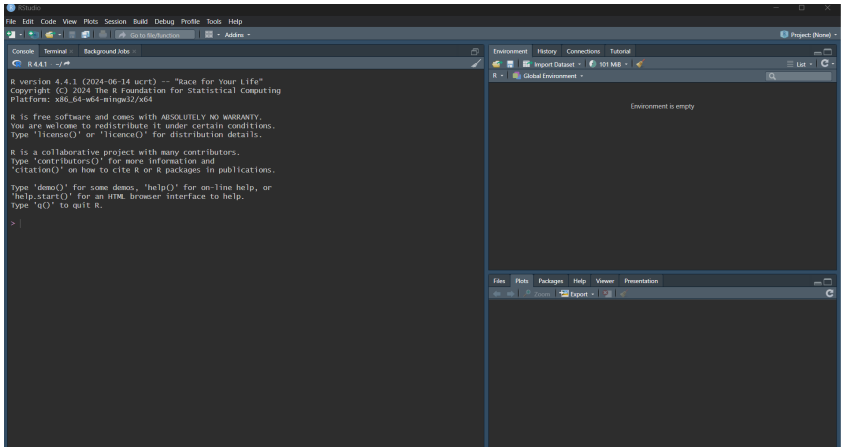 RStudio
File Edit Code View Plots Session Build Debug Profile Tools Help
Go to file/function Addins Project: (None)
Console Terminal Background Jobs
R 4.4.1 · ~/
R version 4.4.1 (2024-06-14 ucrt) -- "Race for Your Life"
Copyright (C) 2024 The R Foundation for Statistical Computing
Platform: x86_64-w64-mingw32/x64
R is free software and comes with ABSOLUTELY NO WARRANTY.
You are welcome to redistribute it under certain conditions.
Type 'license()' or 'licence()' for distribution details.
R is a collaborative project with many contributors.
Type 'contributors()' for more information and
'citation()' on how to cite R or R packages in publications.
Type 'demo()' for some demos, 'help()' for on-line help, or
'help.start()' for an HTML browser interface to help.
Type 'q()' to quit R.
>
Environment History Connections Tutorial
Import Dataset 101 MiB List
R Global Environment
Environment is empty
Files Plots Packages Help Viewer Presentation
Zoom Export